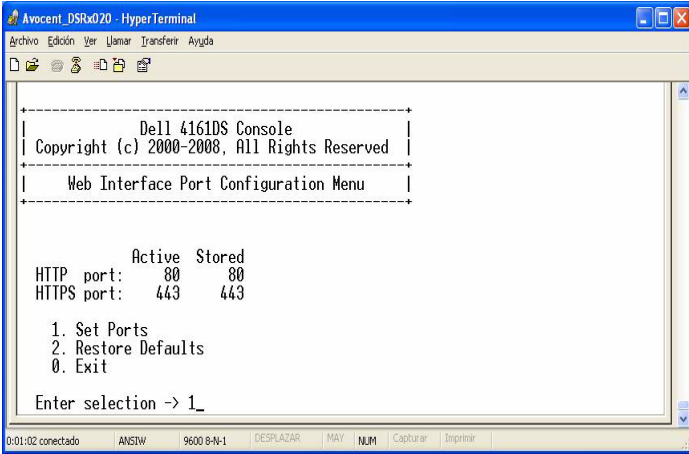 Avocent_DSRx020 - HyperTerminal
Archivo Edición Ver Llamar Transferir Ayuda
Dell 4161DS Console
Copyright (c) 2000-2008, All Rights Reserved
Web Interface Port Configuration Menu
Active Stored
HTTP port: 80 80
HTTPS port: 443 443
1. Set Ports
2. Restore Defaults
0. Exit
Enter selection -> 1_
0:01:02 conectado ANSIW 9600 8-N-1 DESPLAZAR MAY NUM Capturar Imprimir